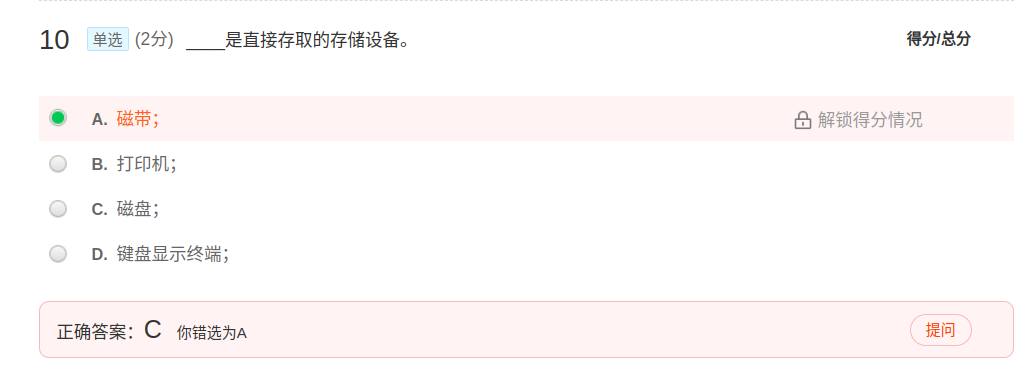 10 单选 (2分) ____是直接存取的存储设备。 得分/总分
A. 磁带； 解锁得分情况
B. 打印机；
C. 磁盘；
D. 键盘显示终端；
正确答案：C 你错选为A 提问